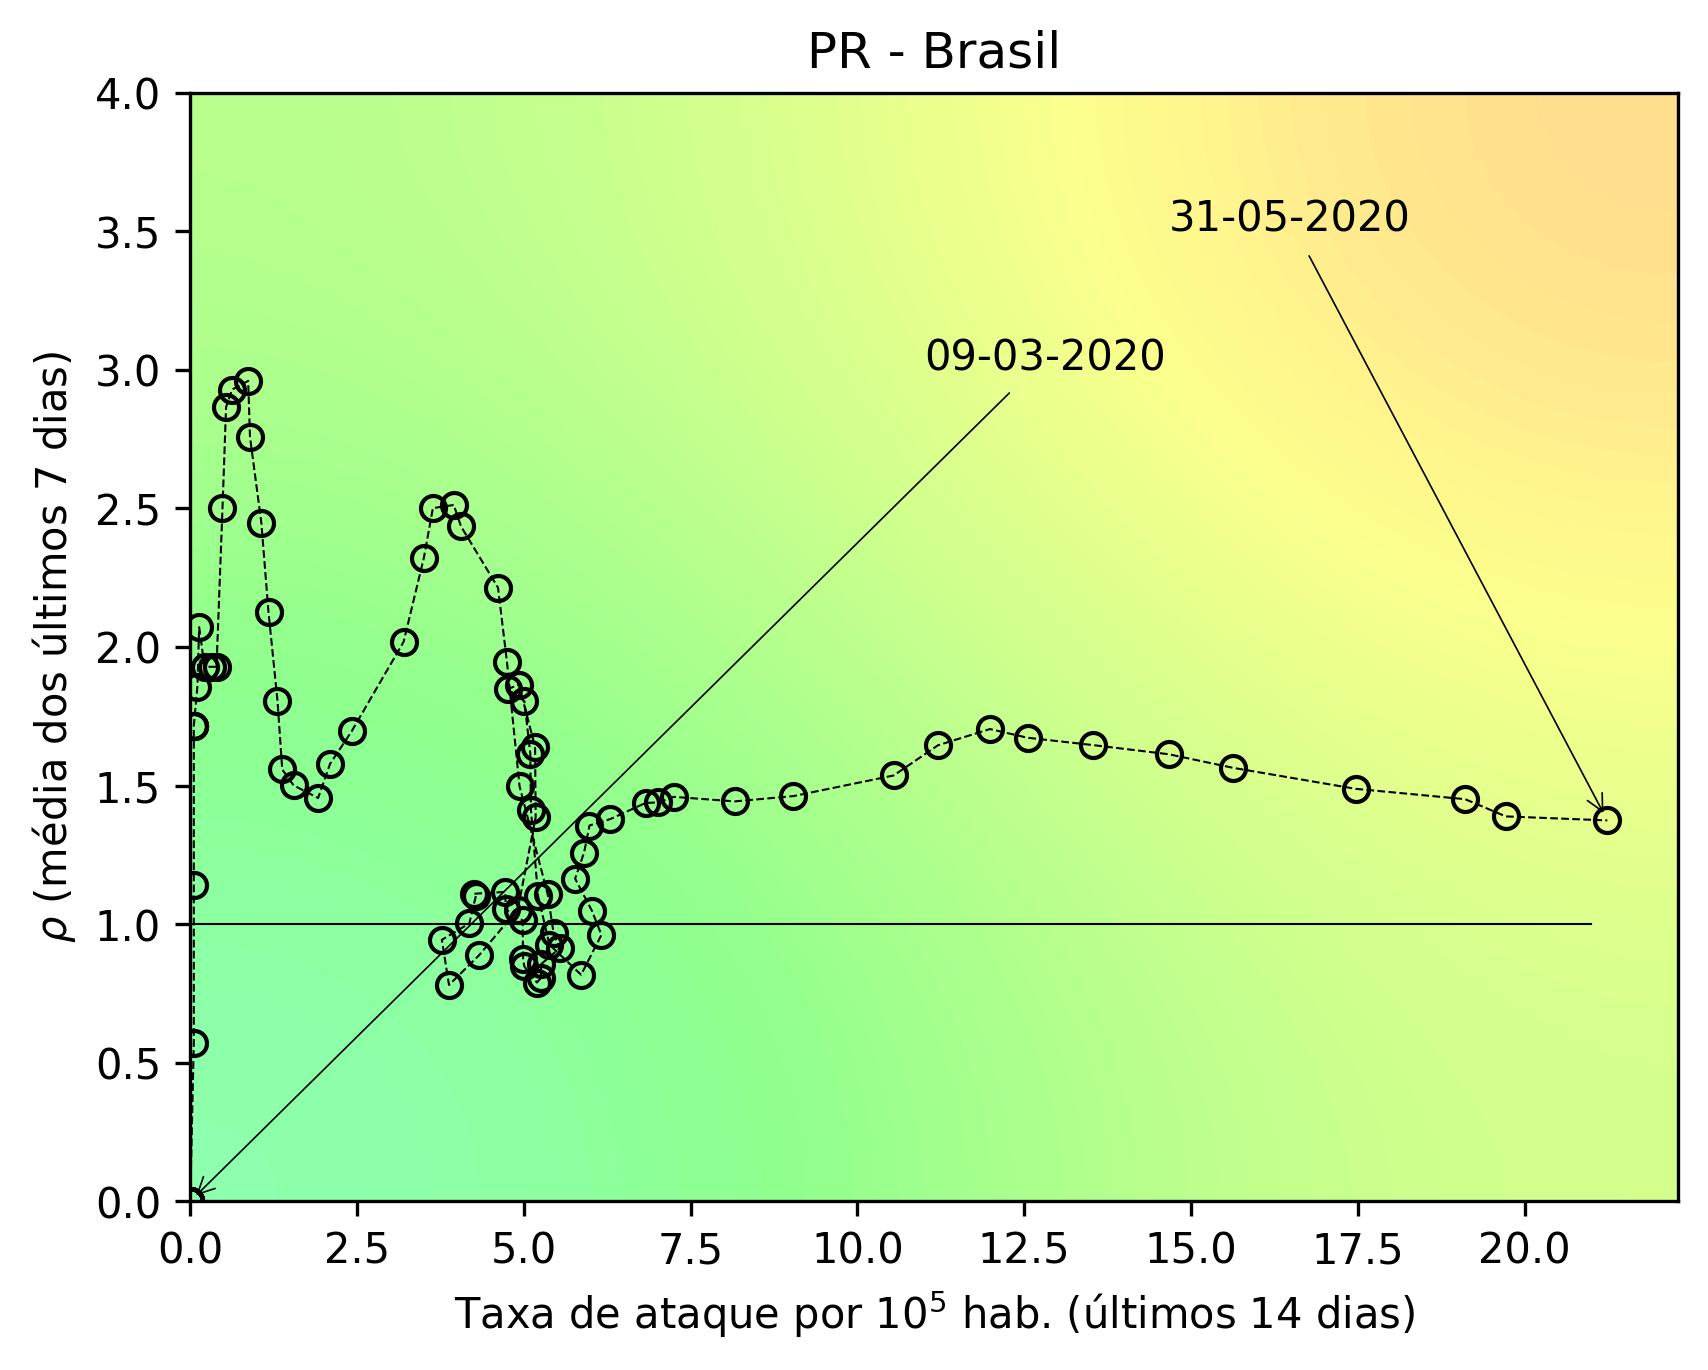 PR - Brasil
4.0
3.5
3.0
2.5
2.0
1.5
1.0
0.5
0.0
ρ (média dos últimos 7 dias)
31-05-2020
09-03-2020
0.0 2.5 5.0 7.5 10.0 12.5 15.0 17.5 20.0
Taxa de ataque por 10⁵ hab. (últimos 14 dias)